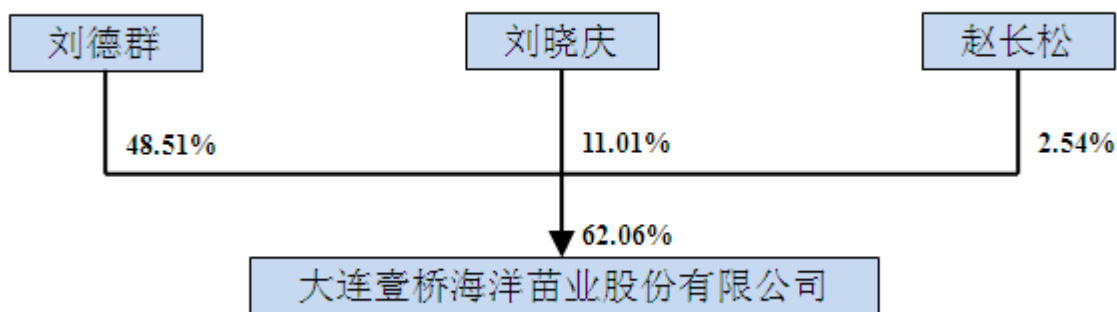 刘德群
刘晓庆
赵长松
48.51%
11.01%
2.54%
62.06%
大连壹桥海洋苗业股份有限公司